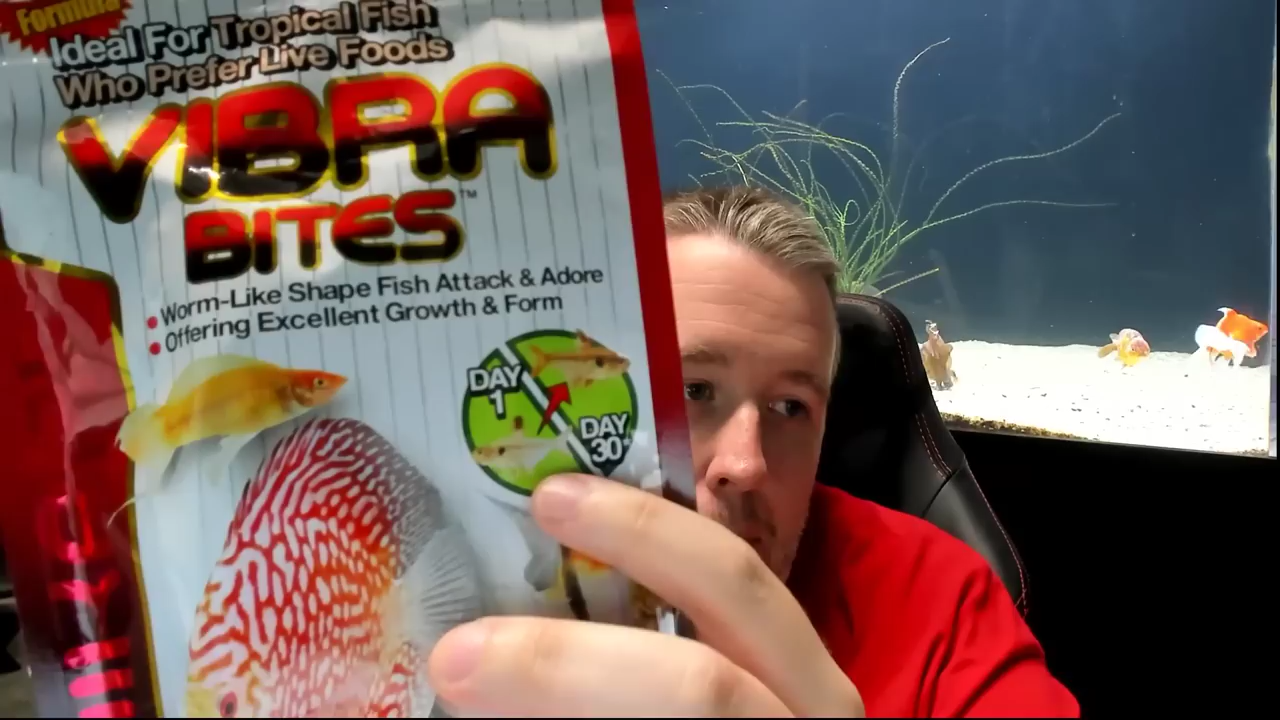 Formula
Ideal For Tropical Fish
Who Prefer Live Foods
VIBRA
BITES™
Worm-Like Shape Fish Attack & Adore
Offering Excellent Growth & Form
DAY
1
DAY
30